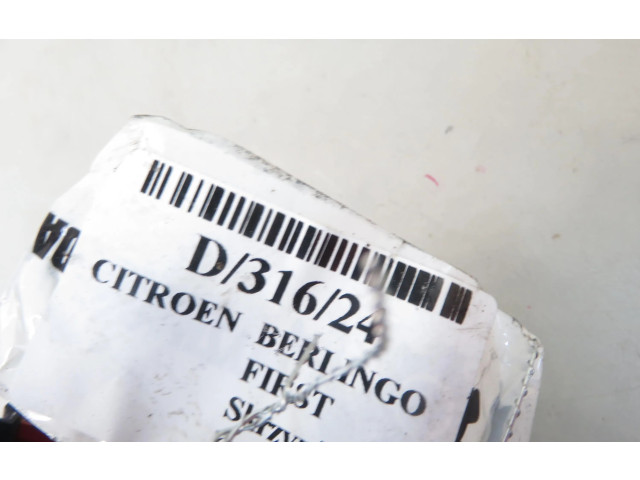 D/316/24
CITROEN BERLINGO
FIRST